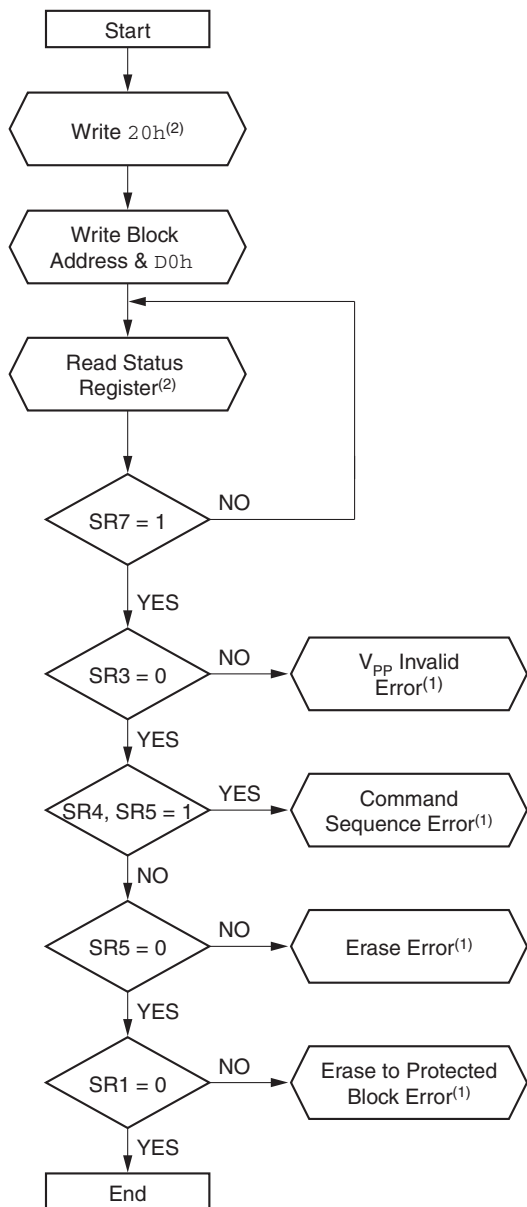 Start
Write 20h(2)
Write Block
Address & D0h
Read Status
Register(2)
SR7 = 1
NO
YES
SR3 = 0
NO
VPP Invalid
Error(1)
YES
SR4, SR5 = 1
YES
Command
Sequence Error(1)
NO
SR5 = 0
NO
Erase Error(1)
YES
SR1 = 0
NO
Erase to Protected
Block Error(1)
YES
End